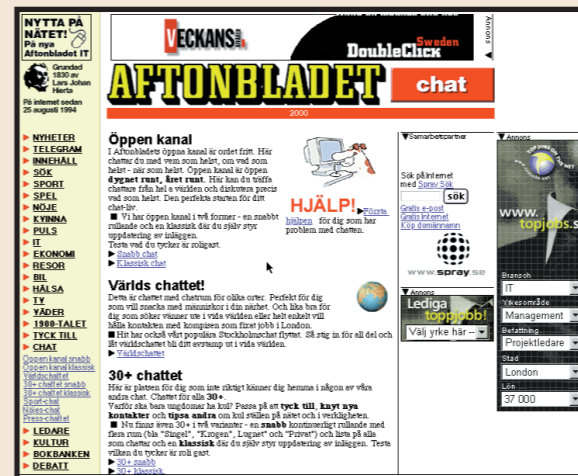 NYTTA PÅ
NÄTET!
På nya
Aftonbladet IT
Grundad
1830 av
Lars Johan
Hierta
På internet sedan
25 augusti 1994
NYHETER
TELEGRAM
INNEHÅLL
SÖK
SPORT
SPEL
NÖJE
KVINNA
PULS
IT
EKONOMI
RESOR
BIL
HÄLSA
TV
VÄDER
1900-TALET
TYCK TILL
CHAT
Öppen kanal snabb
Öppen kanal klassisk
Världschattet
30+ chattet snabb
30+ chattet klassisk
Sport-chat
Nöjes-chat
Press-chattet
LEDARE
KULTUR
BOKBANKEN
DEBATT
VECKANS
Sweden
DoubleClick
Annons
AFTONBLADET
chat
2000
Öppen kanal
I Aftonbladets öppna kanal är ordet fritt. Här
chattar du med vem som helst, om vad som
helst - när som helst. Öppen kanal är öppen
dygnet runt, året runt. Här kan du träffa
chattare från hel a världen och diskutera precis
vad som helst. Den perfekta starten för ditt
chat-liv.
■ Vi har öppen kanal i två former - en snabbt
rullande och en klassisk där du själv styr
uppdatering av inläggen.
Testa vad du tycker är roligast.
Snabb chat
Klassisk chat
HJÄLP!
Första
hjälpen för dig som har
problem med chatten.
Världs chattet!
Detta är chattet med chatrum för olika orter. Perfekt för dig
som vill snacka med människor i din närhet. Och lika bra för
dig som söker vänner ute i vida världen eller helt enkelt vill
hålla kontakten med kompisen som fixat jobb i London.
■ Hit har också vårt populära Stockholmschat flyttat. Så stig in för all del och
låt världschattet bli ditt avstamp ut i vida världen.
Världschattet
30+ chattet
Här är platsen för dig som inte riktigt känner dig hemma i någon av våra
andra chat. Chattet för alla 30+.
Varför ska bara ungdomar ha kul? Passa på att tyck till, knyt nya
kontakter och tipsa andra om kul ställen på nätet och i verkligheten.
■ Nu finns även 30+ i två varianter - en snabb kontinuerligt rullande med
flera rum (bla "Singel", "Krogen", Lugnet" och "Privat") och lista på alla
som chattar och en klassisk där du själv styr uppdatering av inläggen. Testa
vilken du tycker är roli gast.
30+ snabb
30+ klassisk
Samarbetspartner
Sök på Internet
med Spray Sök
sök
Gratis e-post
Gratis Internet
Köp domännamn
www.spray.se
Annons
Lediga
toppjobb!
Välj yrke här --
Annons
TOPJOBS ON THE NET
www.
topjobs.s
Bransch
IT
Yrkesområde
Management
Befattning
Projektledare
Stad
London
Lön
37 000